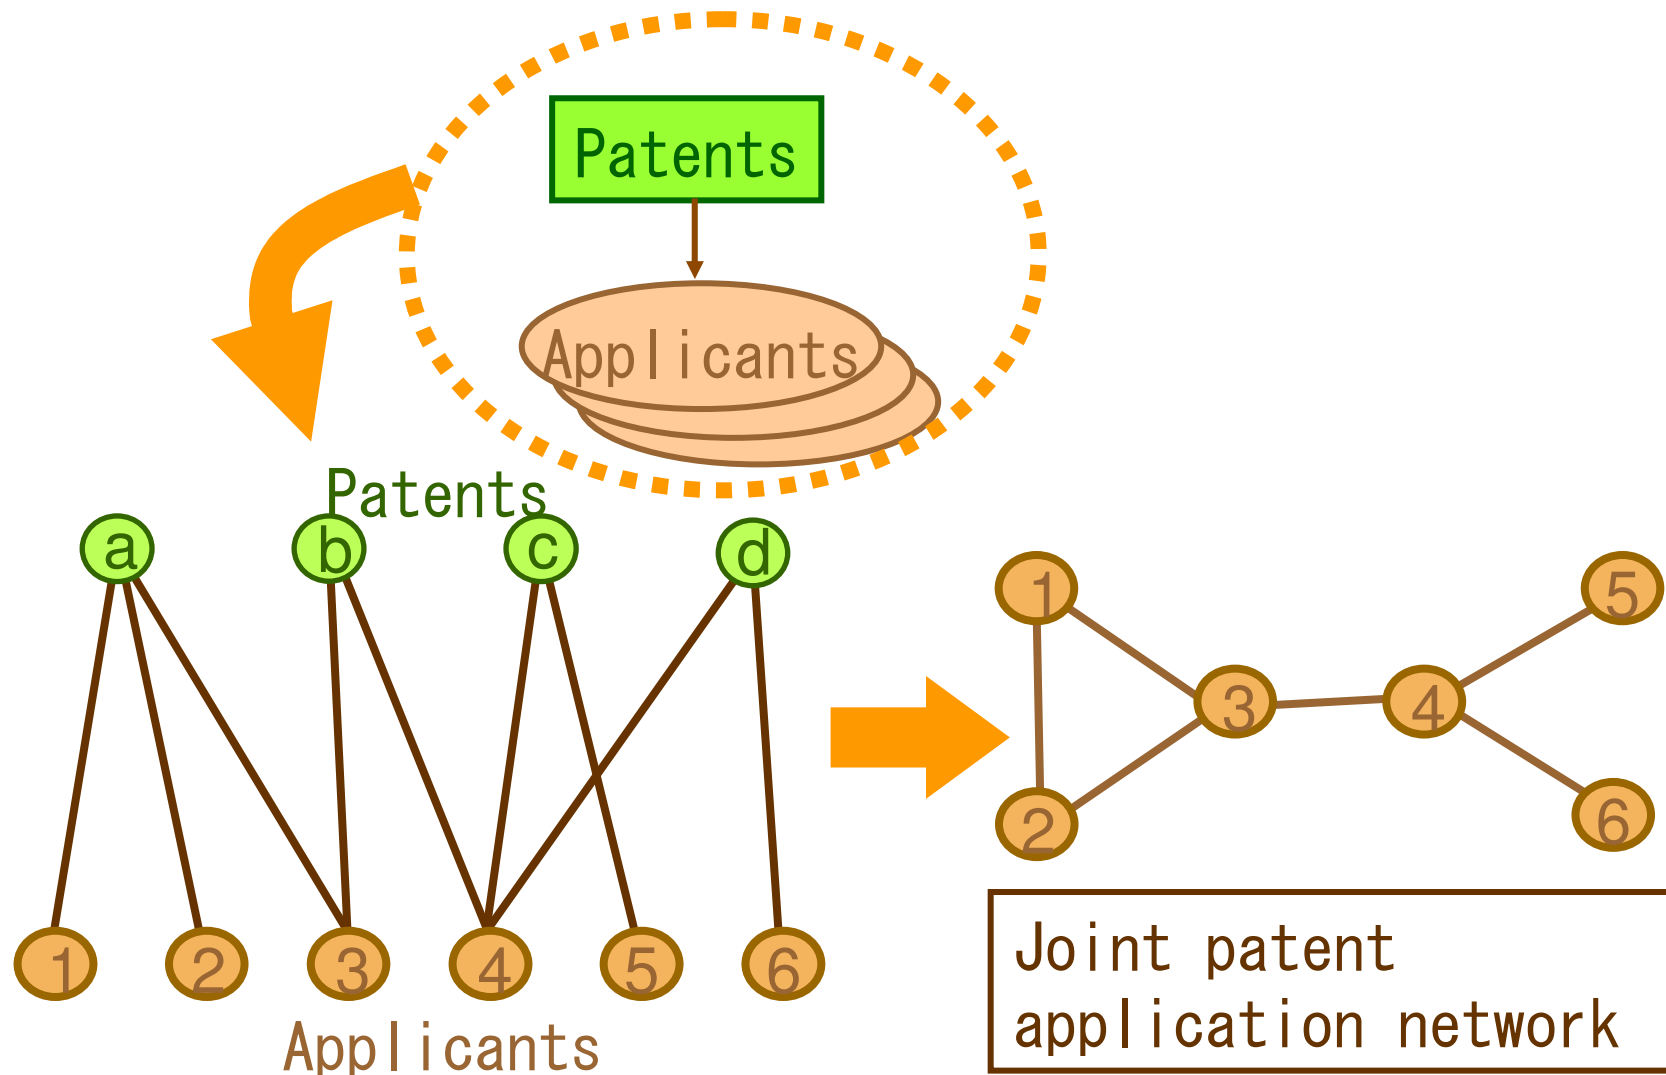 Patents
Applicants
Patents
a b c d
1 2 3 4 5 6
Applicants
1 5
3 4
2 6
Joint patent
application network